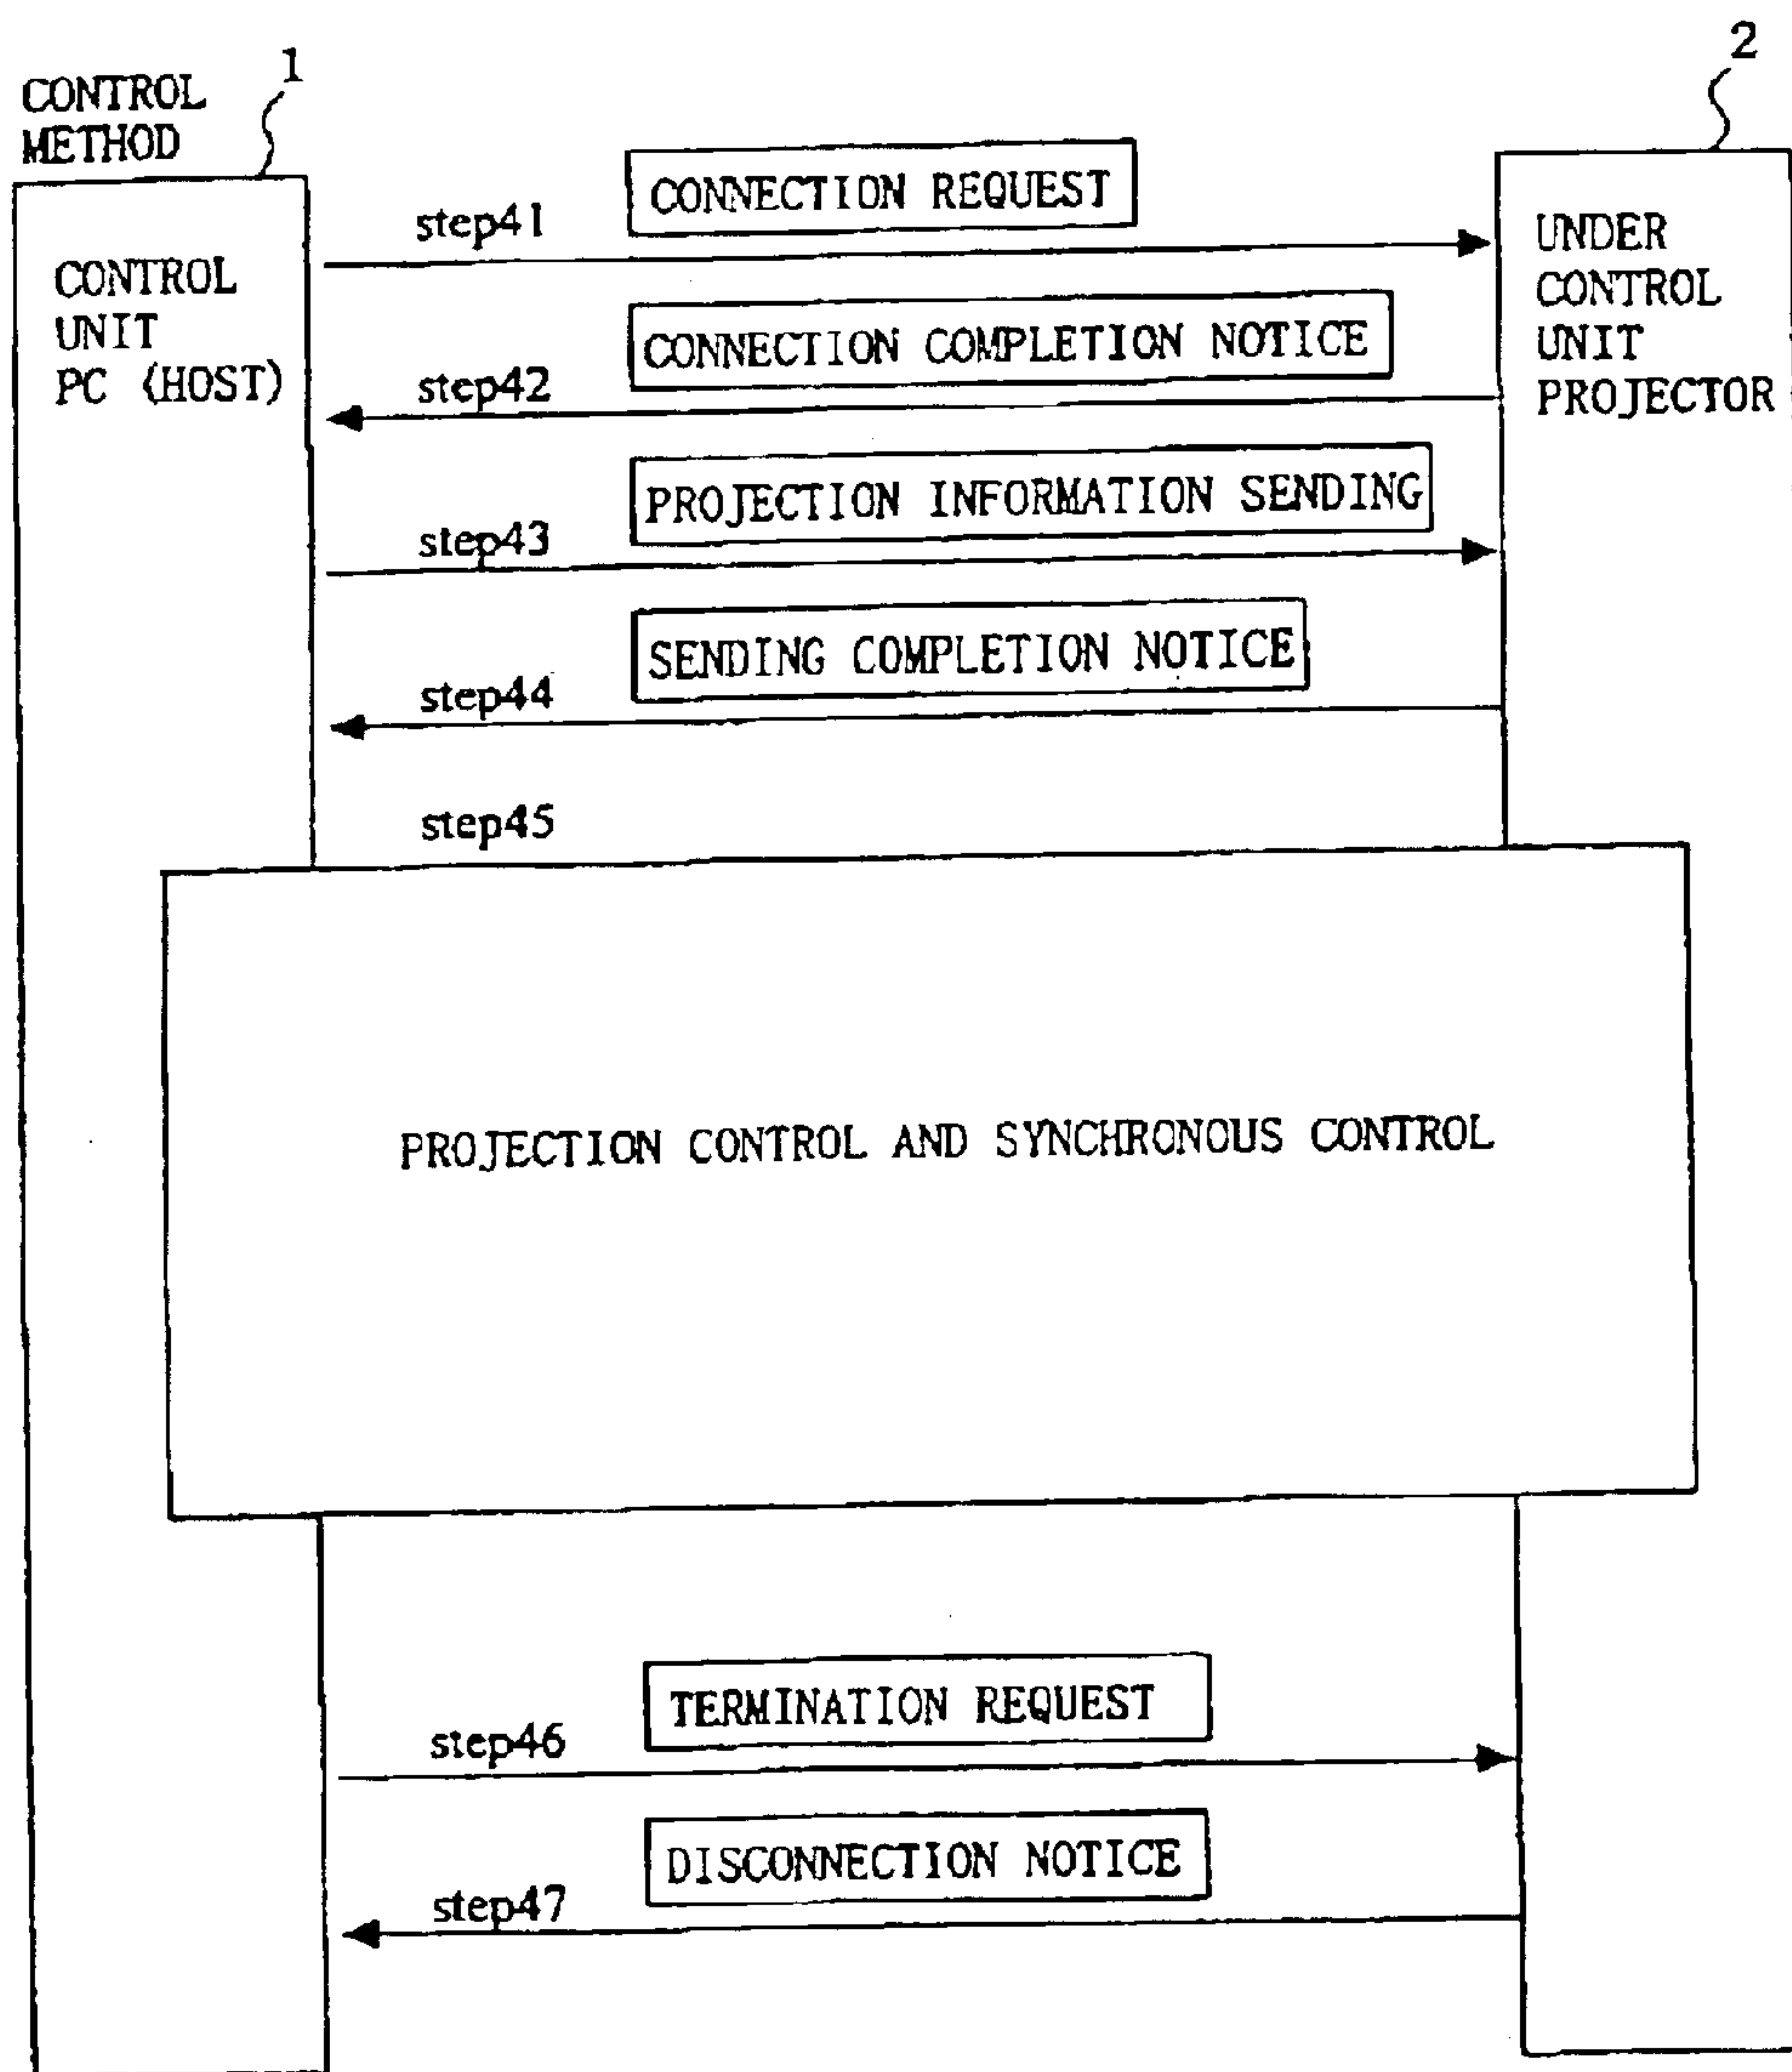 1
2
CONTROL
METHOD
CONNECTION REQUEST
step41
CONTROL
UNIT
PC (HOST)
UNDER
CONTROL
UNIT
PROJECTOR
CONNECTION COMPLETION NOTICE
step42
PROJECTION INFORMATION SENDING
step43
SENDING COMPLETION NOTICE
step44
step45
PROJECTION CONTROL AND SYNCHRONOUS CONTROL
TERMINATION REQUEST
step46
DISCONNECTION NOTICE
step47